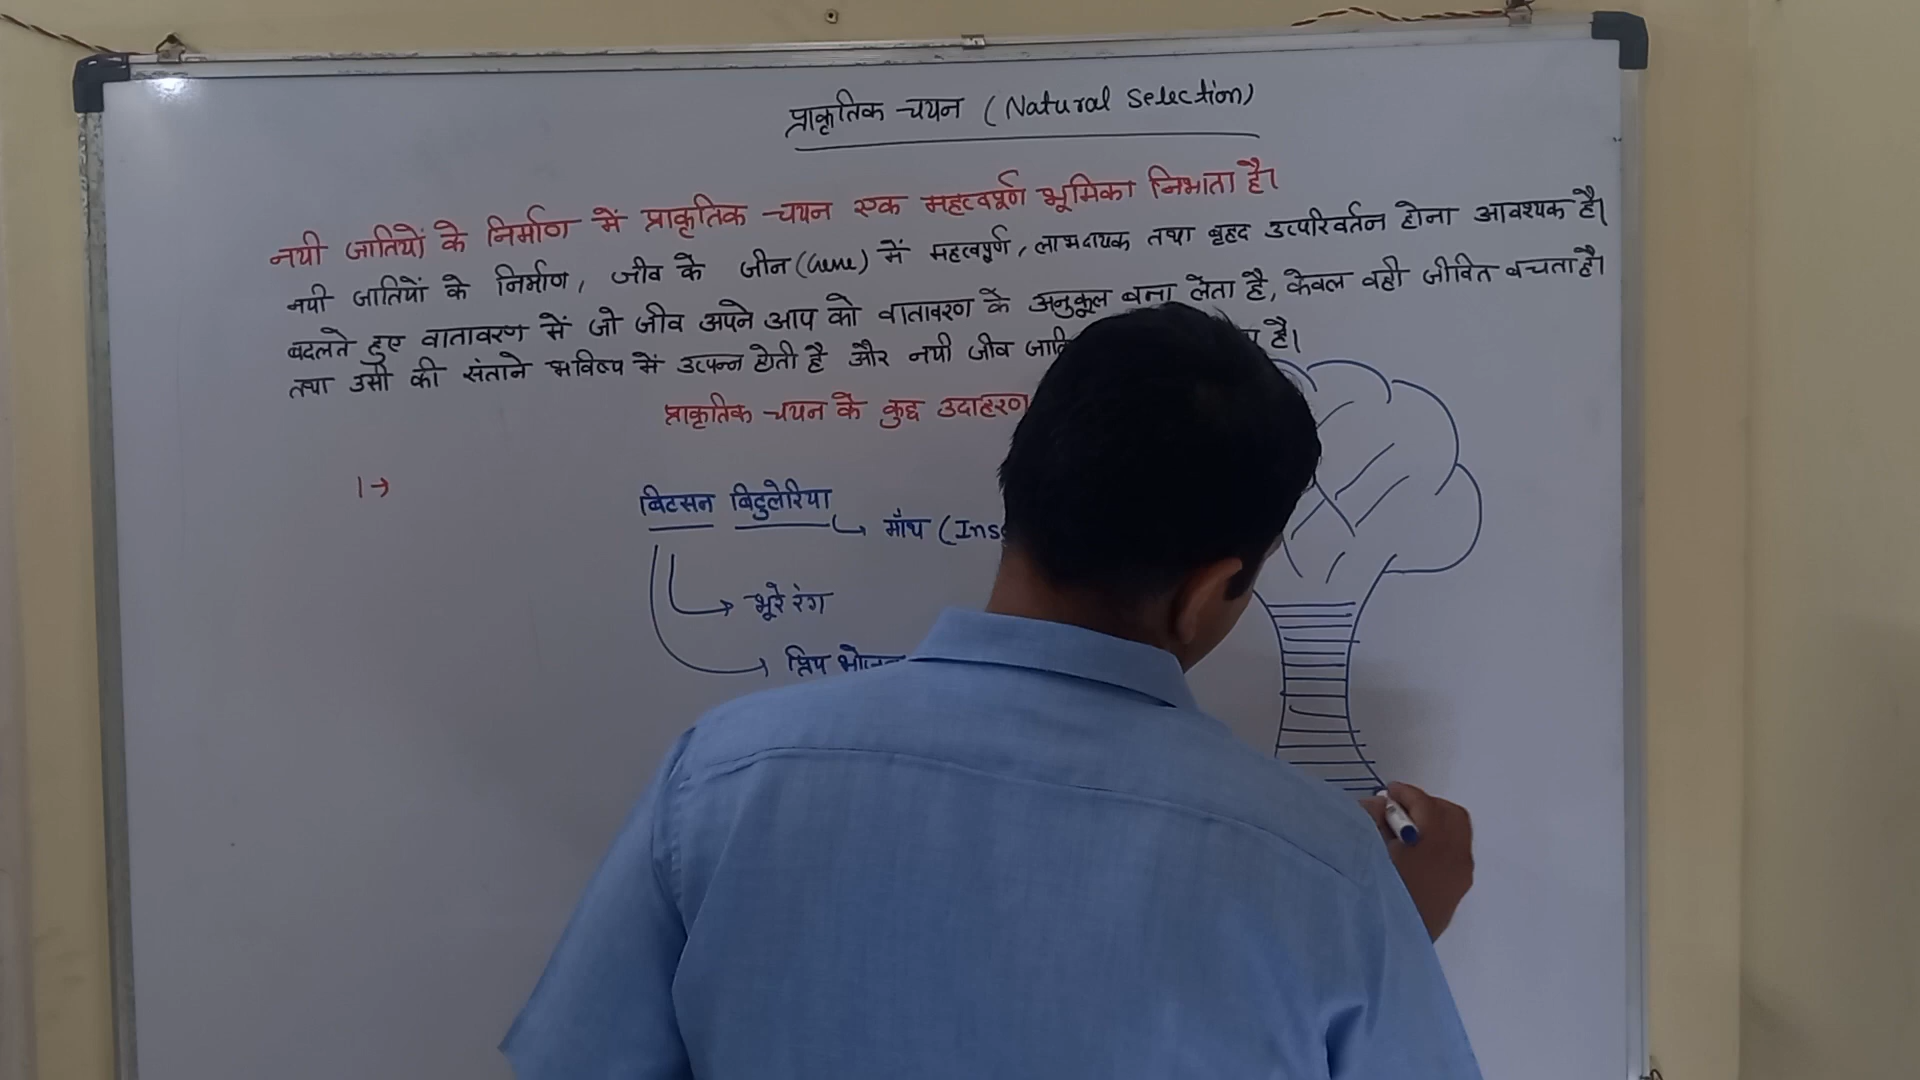 प्राकृतिक चयन (Natural Selection)
नयी जातियों के निर्माण में प्राकृतिक चयन एक महत्वपूर्ण भूमिका निभाता है।
नयी जातियों के निर्माण, जीव के जीन (Gene) में महत्वपूर्ण, लाभदायक तथा वृहद उत्परिवर्तन होना आवश्यक है।
बदलते हुए वातावरण में जो जीव अपने आप को वातावरण के अनुकूल बना लेता है, केवल वही जीवित बचता है।
तथा उसी की संताने भविष्य में उत्पन्न होती है और नयी जीव है।
प्राकृतिक चयन के कुछ उदाहरण
1→
बिटसन बिटुलेरिया
माँथ
भूरे रंग
प्रिय